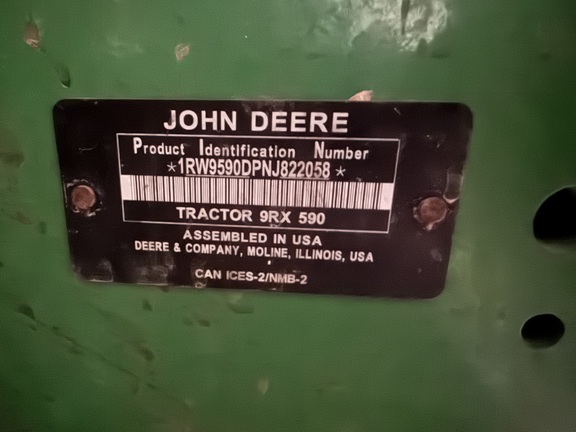 JOHN DEERE
Product Identification Number
*1RW9590DPNJ822058*
TRACTOR 9RX 590
ASSEMBLED IN USA
DEERE & COMPANY, MOLINE, ILLINOIS, USA
CAN ICES-2/NMB-2